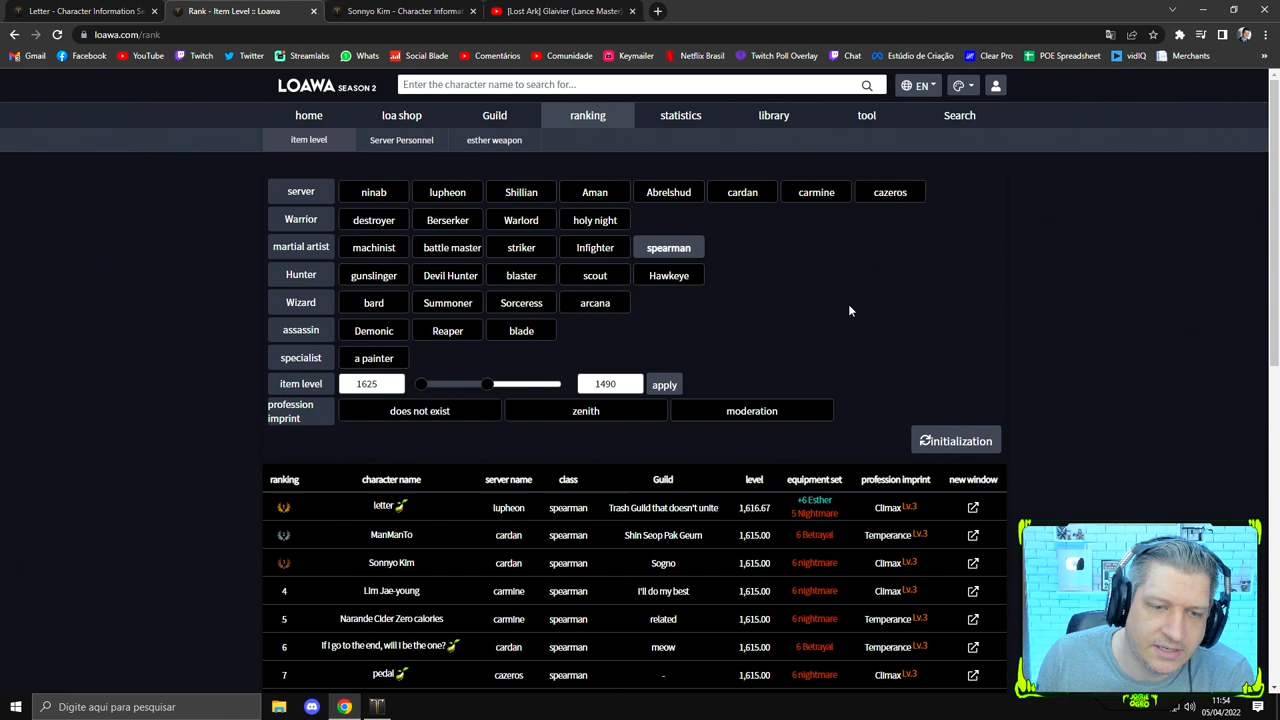 Letter - Character Information Se
Rank - Item Level :: Loawa
Sonnyo Kim - Character Informat
[Lost Ark] Glaivier (Lance Master)
loawa.com/rank
Gmail Facebook YouTube Twitch Twitter Streamlabs Whats Social Blade Comentários Comunidade Keymailer Netflix Brasil Twitch Poll Overlay Chat Estúdio de Criação Clear Pro POE Spreadsheet vidIQ Merchants
LOAWA SEASON 2
Enter the character name to search for...
EN
home loa shop Guild ranking statistics library tool Search
item level Server Personnel esther weapon
server ninab lupheon Shillian Aman Abrelshud cardan carmine cazeros
Warrior destroyer Berserker Warlord holy night
martial artist machinist battle master striker Infighter spearman
Hunter gunslinger Devil Hunter blaster scout Hawkeye
Wizard bard Summoner Sorceress arcana
assassin Demonic Reaper blade
specialist a painter
item level 1625 1490 apply
profession
imprint
does not exist zenith moderation
initialization
ranking character name server name class Guild level equipment set profession imprint new window
letter lupheon spearman Trash Guild that doesn't unite 1,616.67 +6 Esther
5 Nightmare
Climax Lv.3
ManManTo cardan spearman Shin Seop Pak Geum 1,615.00 6 Betrayal Temperance Lv.3
Sonnyo Kim cardan spearman Sogno 1,615.00 6 nightmare Climax Lv.3
4 Lim Jae-young carmine spearman I'll do my best 1,615.00 6 nightmare Climax Lv.3
5 Namyde Cider Zero calories carmine spearman related 1,615.00 6 nightmare Temperance Lv.3
6 If I go to the end, will I be the one? cardan spearman meow 1,615.00 6 Betrayal Temperance Lv.3
7 pedal cazeros spearman - 1,615.00 6 nightmare Climax Lv.3
JOGUE
OGRO
Digite aqui para pesquisar
11:54
05/04/2022